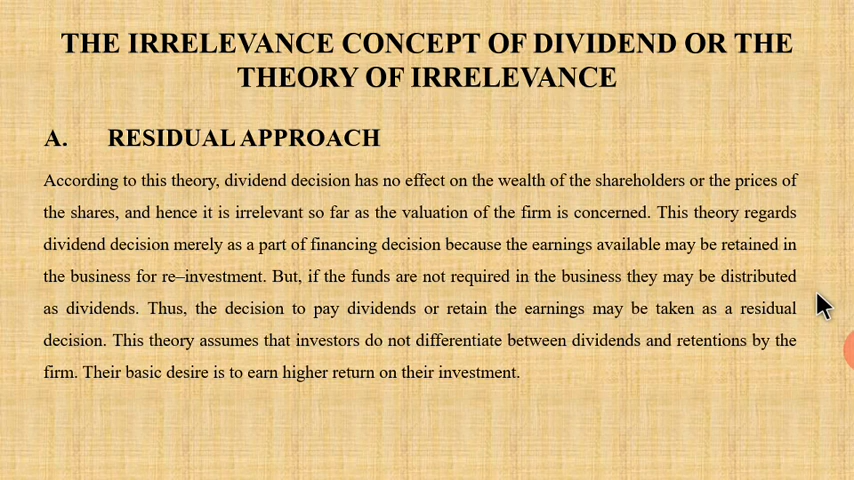 THE IRRELEVANCE CONCEPT OF DIVIDEND OR THE
THEORY OF IRRELEVANCE
A. RESIDUAL APPROACH
According to this theory, dividend decision has no effect on the wealth of the shareholders or the prices of
the shares, and hence it is irrelevant so far as the valuation of the firm is concerned. This theory regards
dividend decision merely as a part of financing decision because the earnings available may be retained in
the business for re–investment. But, if the funds are not required in the business they may be distributed
as dividends. Thus, the decision to pay dividends or retain the earnings may be taken as a residual
decision. This theory assumes that investors do not differentiate between dividends and retentions by the
firm. Their basic desire is to earn higher return on their investment.